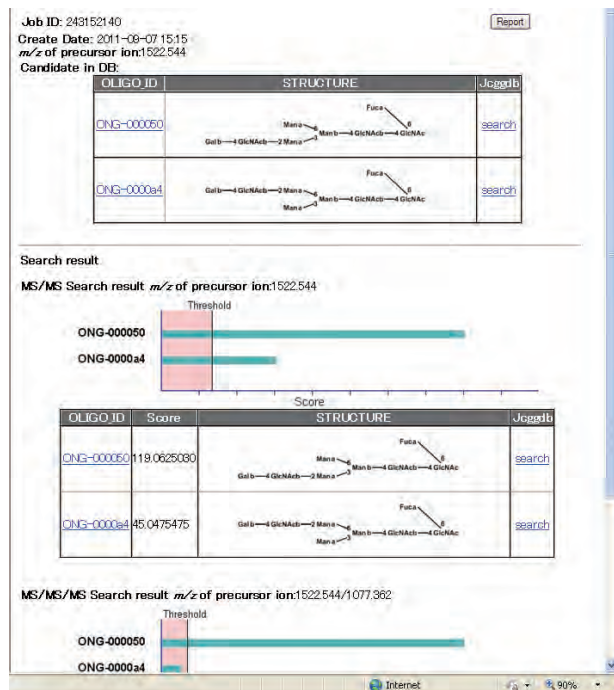 Job ID: 243152140
Report
Create Date: 2011-09-07 15:15
m/z of precursor ion:1522.544
Candidate in DB:
OLIGO_ID STRUCTURE Jcggdb
Fuca
6
Mana 6
ONG-000050 Manb—4 GlcNAcb—4 GlcNAc search
3
Galb—4 GlcNAcb—2 Mana
Fuca
6
Galb—4 GlcNAcb—2 Mana 6
ONG-0000a4 Manb—4 GlcNAcb—4 GlcNAc search
3
Mana
Search result
MS/MS Search result m/z of precursor ion:1522.544
Threshold
ONG-000050
ONG-0000a4
Score
OLIGO_ID Score STRUCTURE Jcggdb
Fuca
6
Mana 6
ONG-000050 119.0625030 Manb—4 GlcNAcb—4 GlcNAc search
3
Galb—4 GlcNAcb—2 Mana
Fuca
6
Galb—4 GlcNAcb—2 Mana 6
ONG-0000a4 45.0475475 Manb—4 GlcNAcb—4 GlcNAc search
3
Mana
MS/MS/MS Search result m/z of precursor ion:1522.544/1077.362
Threshold
ONG-000050
ONG-0000a4
Internet 90%